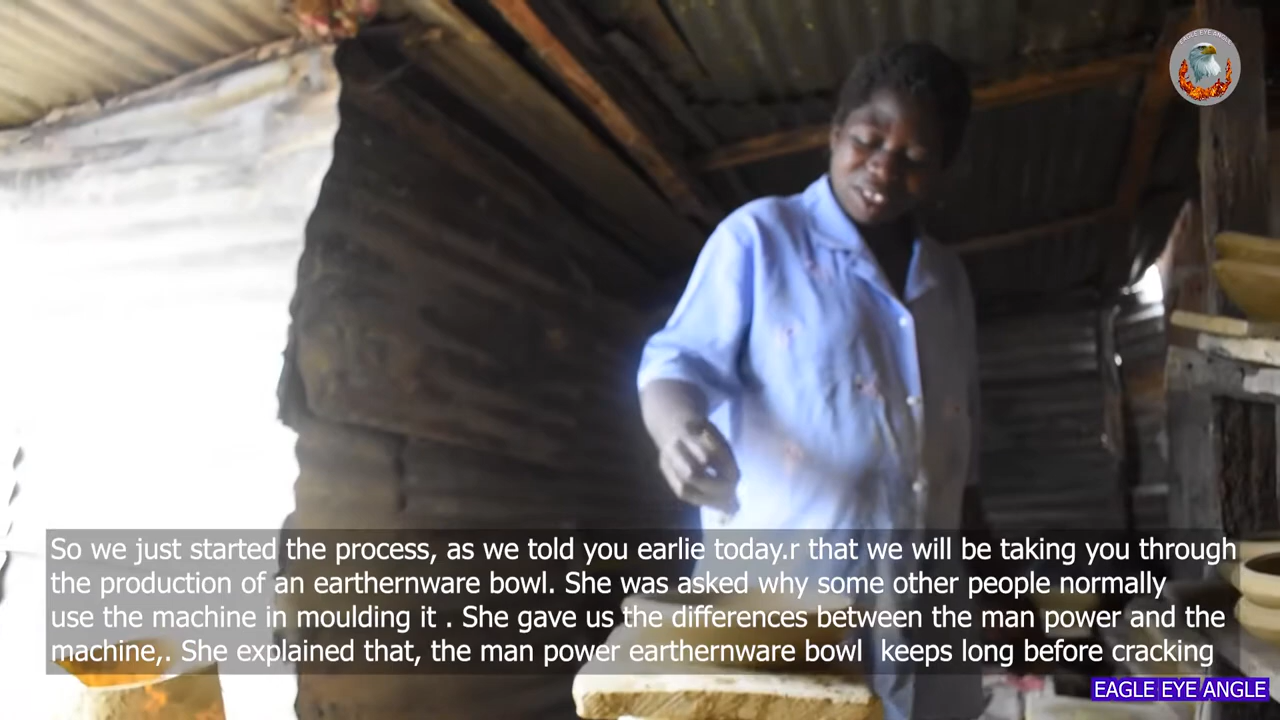 EAGLE EYE ANGLE
So we just started the process, as we told you earlie today.r that we will be taking you through
the production of an earthernware bowl. She was asked why some other people normally
use the machine in moulding it . She gave us the differences between the man power and the
machine,. She explained that, the man power earthernware bowl keeps long before cracking
EAGLE EYE ANGLE